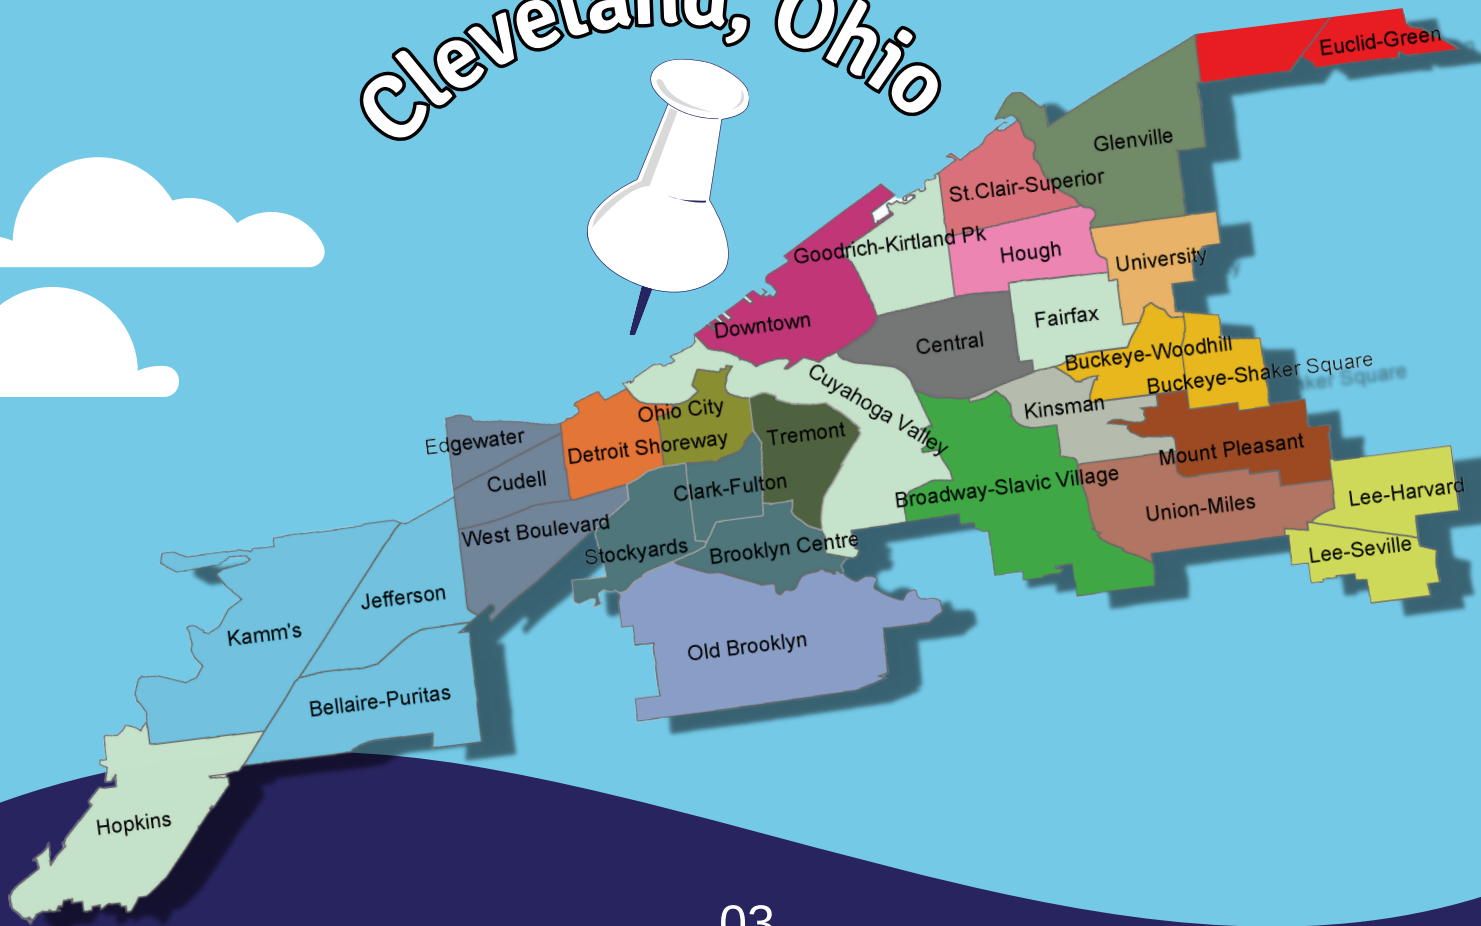 Cleveland, Ohio
Euclid-Green
Glenville
St.Clair-Superior
Goodrich-Kirtland Pk
Hough
University
Downtown
Central
Fairfax
Buckeye-Woodhill
Buckeye-Shaker Square
Cuyahoga Valley
Kinsman
Ohio City
Tremont
Edgewater
Detroit Shoreway
Mount Pleasant
Cudell
Clark-Fulton
Broadway-Slavic Village
Lee-Harvard
West Boulevard
Union-Miles
Stockyards
Brooklyn Centre
Lee-Seville
Jefferson
Kamm's
Old Brooklyn
Bellaire-Puritas
Hopkins
03